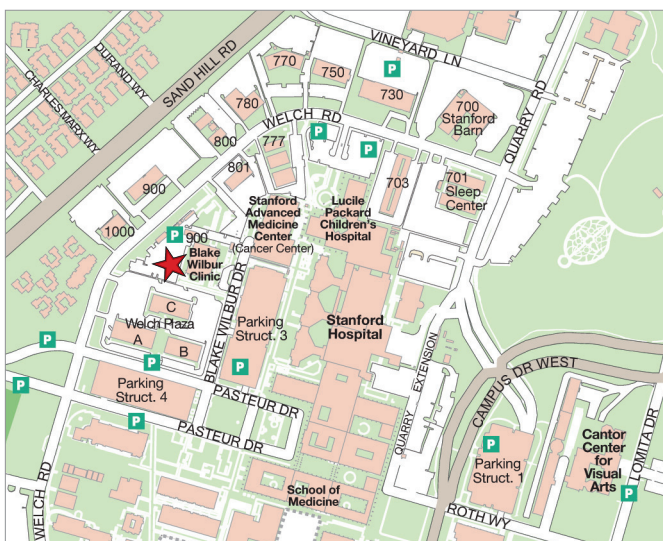 VINEYARD LN
770
750
P
730
DURAND WY
SAND HILL RD
CHARLES MARX WY
780
WELCH RD
700
Stanford
Barn
QUARRY RD
800
777
P
P
801
703
701
Sleep
Center
900
Stanford
Advanced
Medicine
Center
(Cancer Center)
Lucile
Packard
Children's
Hospital
1000
P
900
Blake
Wilbur
Clinic
C
Welch Plaza
A
B
BLAKE WILBUR DR
Parking
Struct. 3
P
Stanford
Hospital
P
P
P
Parking
Struct. 4
PASTEUR DR
P
PASTEUR DR
QUARRY EXTENSION
CAMPUS DR WEST
P
Parking
Struct. 1
Cantor
Center
for
Visual
Arts
LOMITA DR
P
WELCH RD
School of
Medicine
ROTH WY